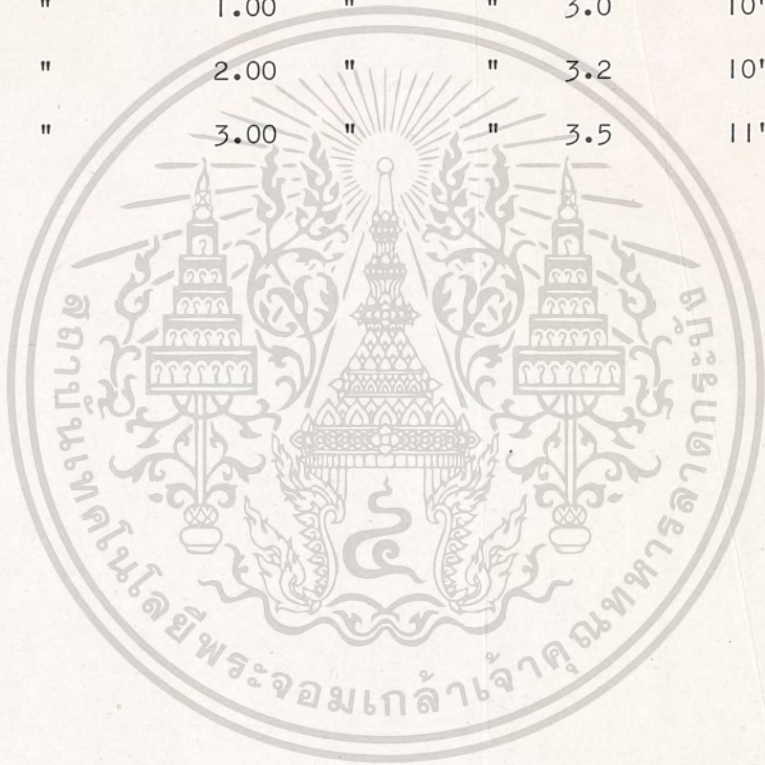 " 1.00 " " 3.0 10'
" 2.00 " " 3.2 10'
" 3.00 " " 3.5 11'
สถาบันเทคโนโลยีพระจอมเกล้าเจ้าคุณทหารลาดกระบัง
๔